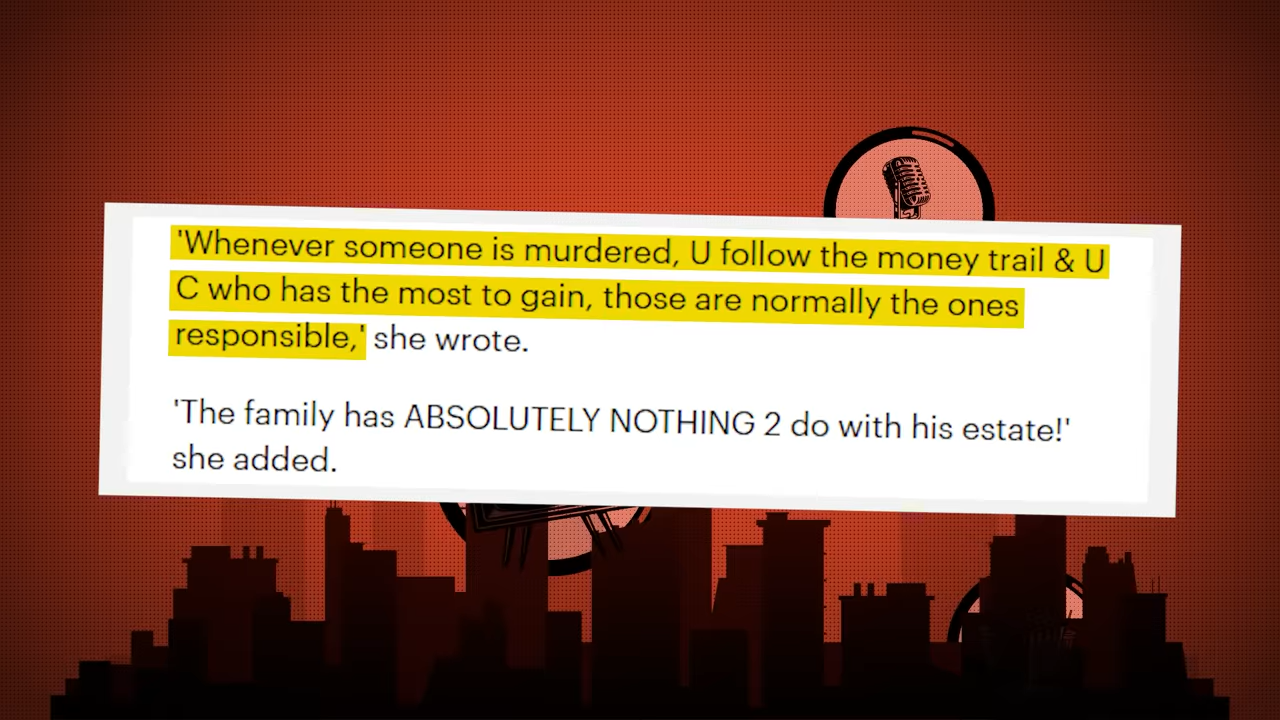 'Whenever someone is murdered, U follow the money trail & U
C who has the most to gain, those are normally the ones
responsible,' she wrote.
'The family has ABSOLUTELY NOTHING 2 do with his estate!'
she added.